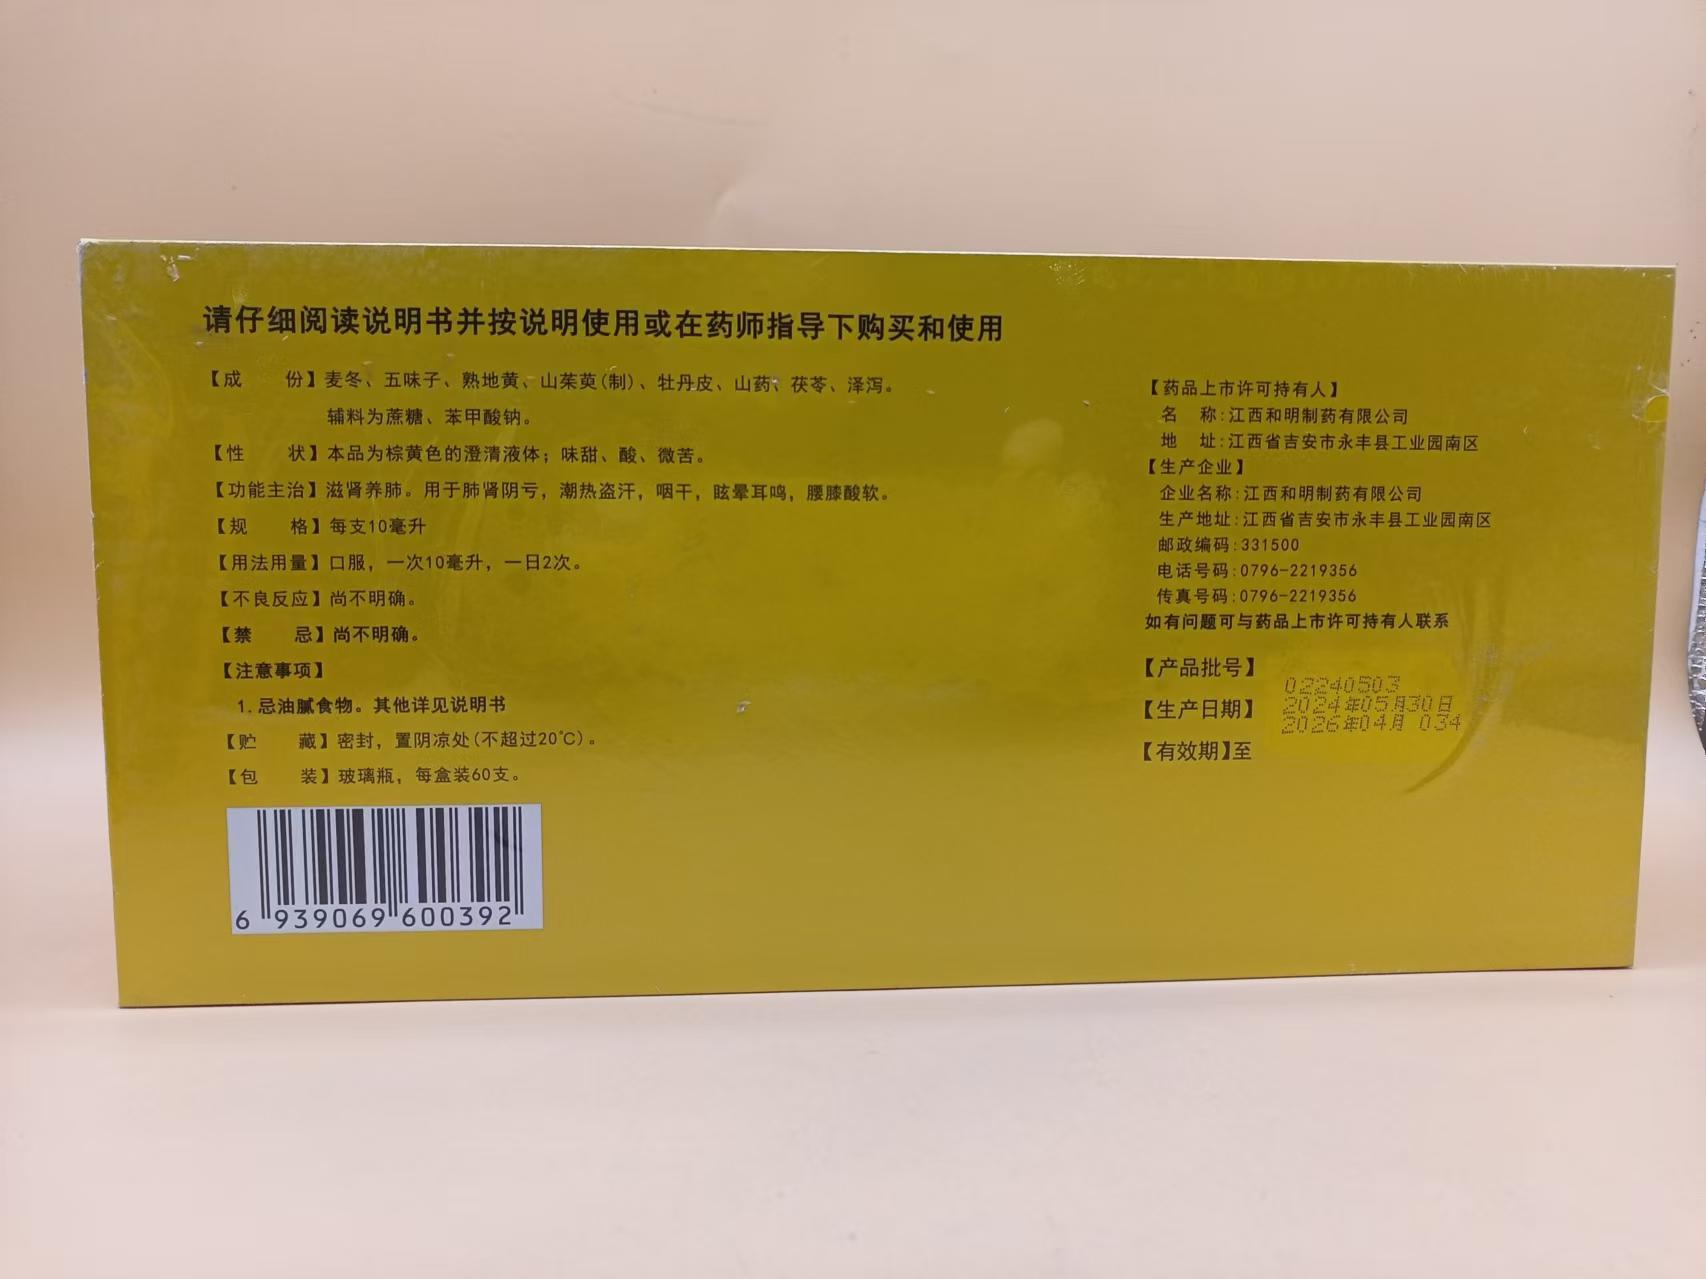 请仔细阅读说明书并按说明使用或在药师指导下购买和使用
【成 份】麦冬、五味子、熟地黄、山茱萸(制)、牡丹皮、山药、茯苓、泽泻。
辅料为蔗糖、苯甲酸钠。
【性 状】本品为棕黄色的澄清液体；味甜、酸、微苦。
【功能主治】滋肾养肺。用于肺肾阴亏，潮热盗汗，咽干，眩晕耳鸣，腰膝酸软。
【规 格】每支10毫升
【用法用量】口服，一次10毫升，一日2次。
【不良反应】尚不明确。
【禁 忌】尚不明确。
【注意事项】
1.忌油腻食物。其他详见说明书
【贮 藏】密封，置阴凉处(不超过20℃)。
【包 装】玻璃瓶，每盒装60支。
6 939069 600392
【药品上市许可持有人】
名 称:江西和明制药有限公司
地 址:江西省吉安市永丰县工业园南区
【生产企业】
企业名称:江西和明制药有限公司
生产地址:江西省吉安市永丰县工业园南区
邮政编码:331500
电话号码:0796-2219356
传真号码:0796-2219356
如有问题可与药品上市许可持有人联系
【产品批号】 02240503
【生产日期】 2024年05月30日
【有效期】至 2026年04月 034